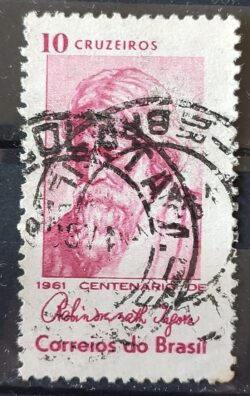 10 CRUZEIROS
1961 CENTENÁRIO DE
Rabindranath Tagore
Correios do Brasil